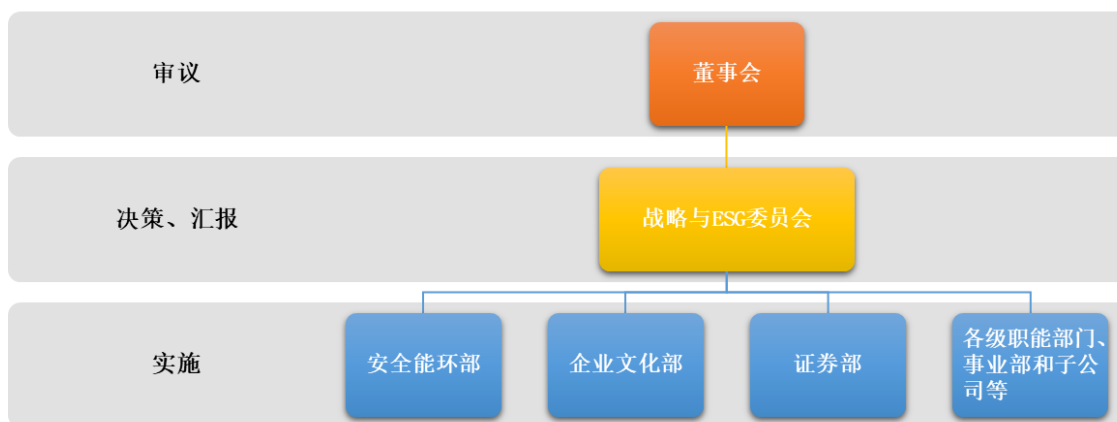 审议
董事会
决策、汇报
战略与ESG委员会
实施
安全能环部
企业文化部
证券部
各级职能部门、
事业部和子公
司等